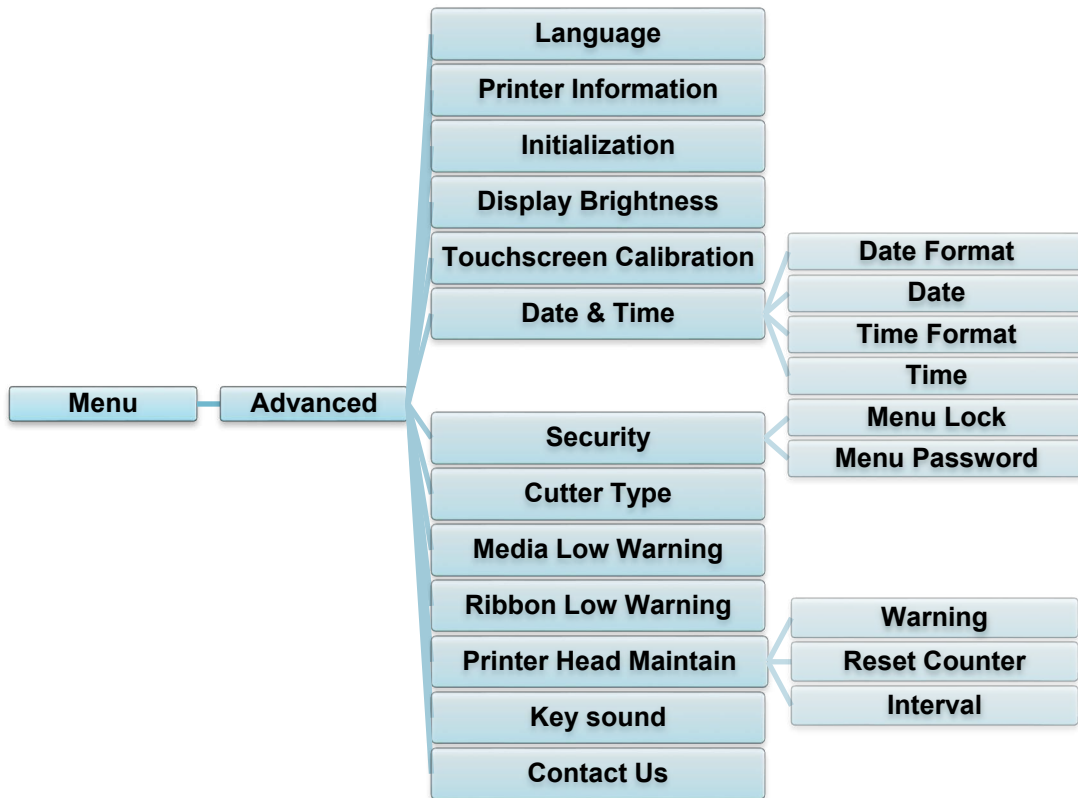 Language
Printer Information
Initialization
Display Brightness
Touchscreen Calibration
Date & Time
Date Format
Date
Time Format
Time
Menu
Advanced
Security
Menu Lock
Menu Password
Cutter Type
Media Low Warning
Ribbon Low Warning
Printer Head Maintain
Warning
Reset Counter
Interval
Key sound
Contact Us